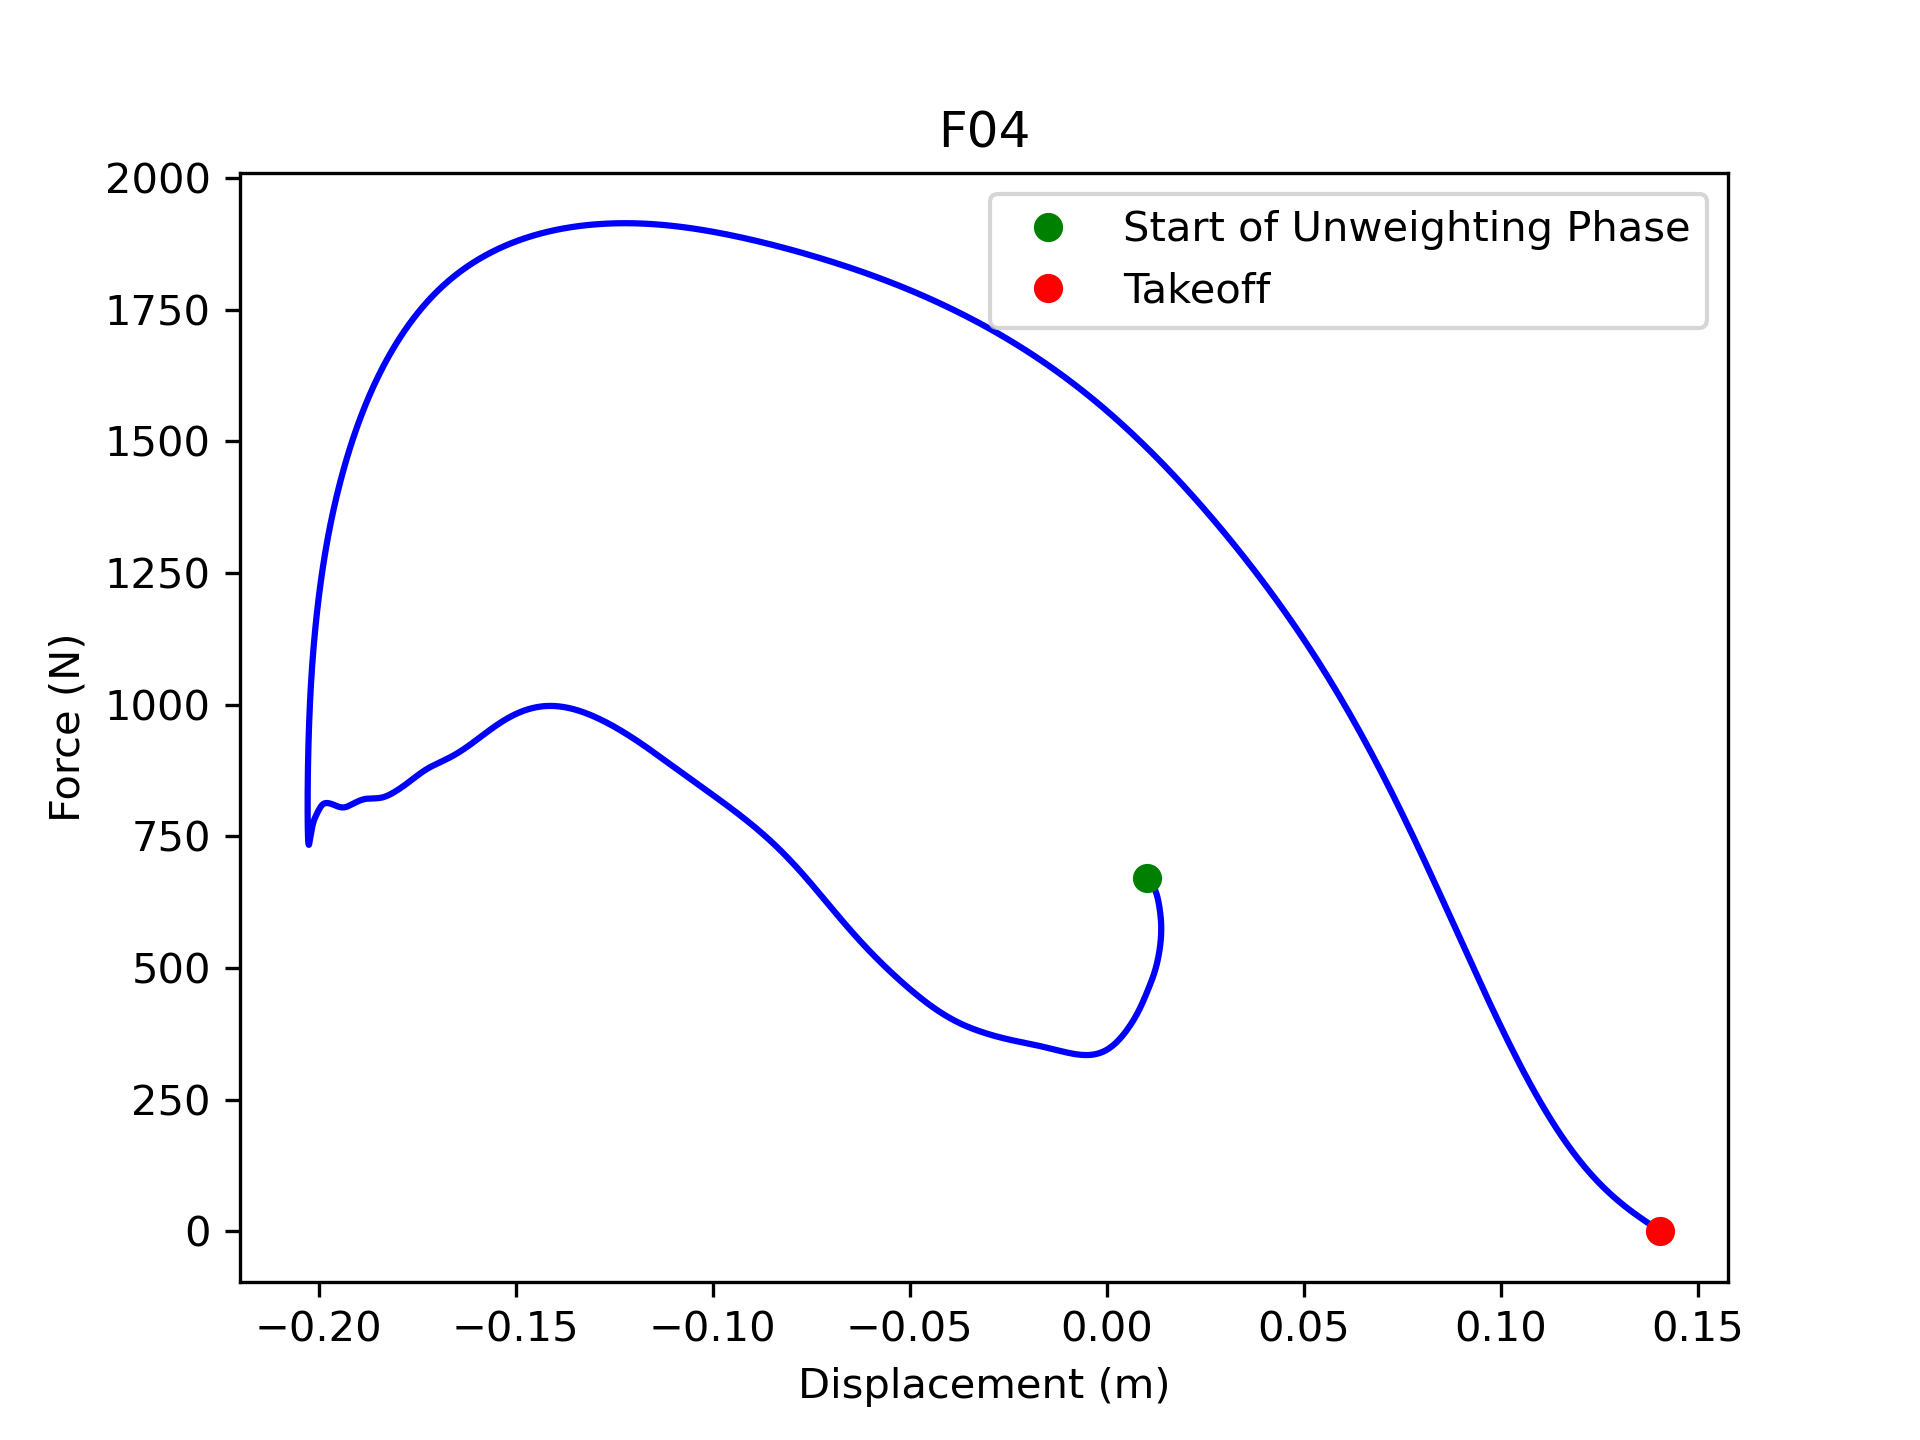 F04
Start of Unweighting Phase
Takeoff
2000
1750
1500
1250
1000
750
500
250
0
Force (N)
−0.20 −0.15 −0.10 −0.05 0.00 0.05 0.10 0.15
Displacement (m)